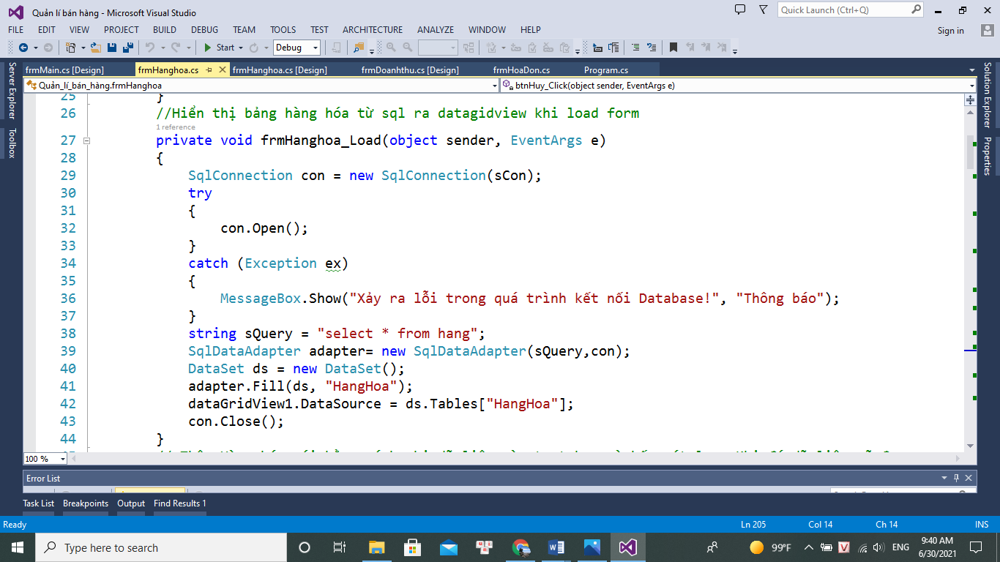 Quản lí bán hàng - Microsoft Visual Studio
Quick Launch (Ctrl+Q)
FILE EDIT VIEW PROJECT BUILD DEBUG TEAM TOOLS TEST ARCHITECTURE ANALYZE WINDOW HELP
Sign in
Start Debug
Server Explorer
Toolbox
Solution Explorer
Properties
frmMain.cs [Design] frmHanghoa.cs frmHanghoa.cs [Design] frmDoanhthu.cs [Design] frmHoaDon.cs Program.cs
Quản_lí_bán_hàng.frmHanghoa btnHuy_Click(object sender, EventArgs e)
25 }
26 //Hiển thị bảng hàng hóa từ sql ra datagidview khi load form
1 reference
27 private void frmHanghoa_Load(object sender, EventArgs e)
28 {
29 SqlConnection con = new SqlConnection(sCon);
30 try
31 {
32 con.Open();
33 }
34 catch (Exception ex)
35 {
36 MessageBox.Show("Xảy ra lỗi trong quá trình kết nối Database!", "Thông báo");
37 }
38 string sQuery = "select * from hang";
39 SqlDataAdapter adapter= new SqlDataAdapter(sQuery,con);
40 DataSet ds = new DataSet();
41 adapter.Fill(ds, "HangHoa");
42 dataGridView1.DataSource = ds.Tables["HangHoa"];
43 con.Close();
44 }
100 %
Error List
Task List Breakpoints Output Find Results 1
Ready Ln 205 Col 14 Ch 14 INS
Type here to search
99°F ENG
9:40 AM
6/30/2021